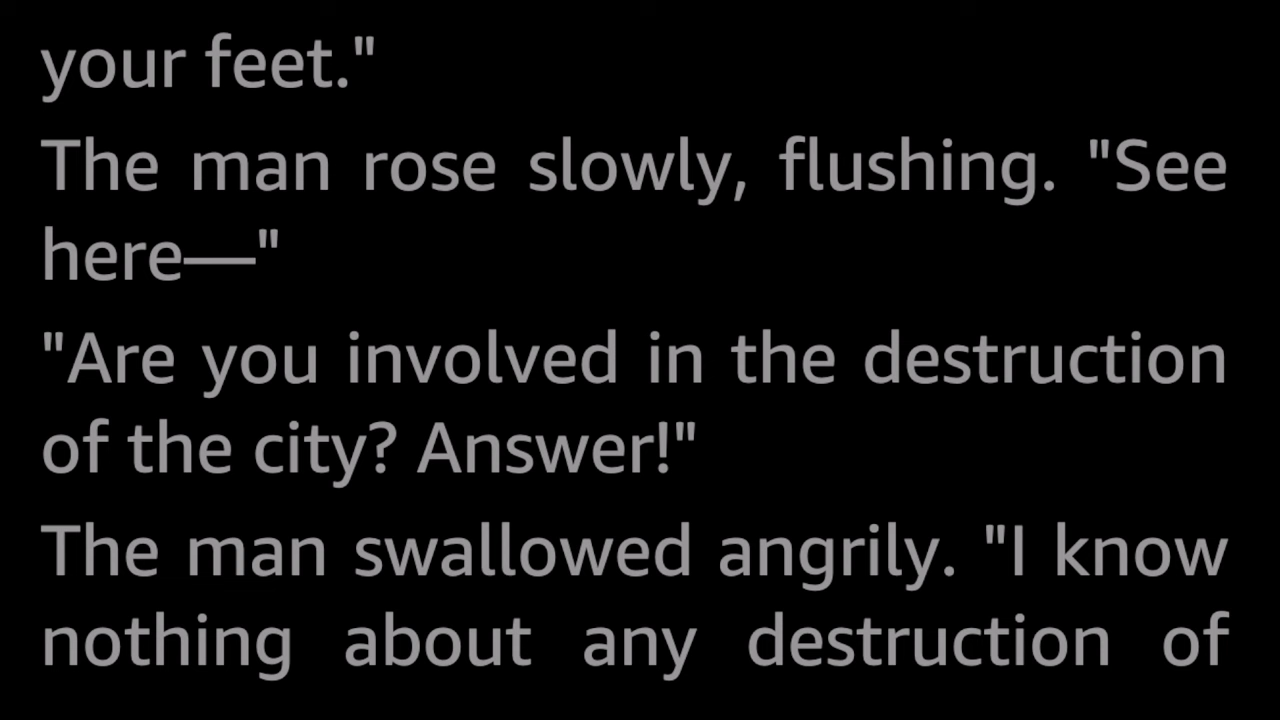 your feet."
The man rose slowly, flushing. "See
here—"
"Are you involved in the destruction
of the city? Answer!"
The man swallowed angrily. "I know
nothing about any destruction of